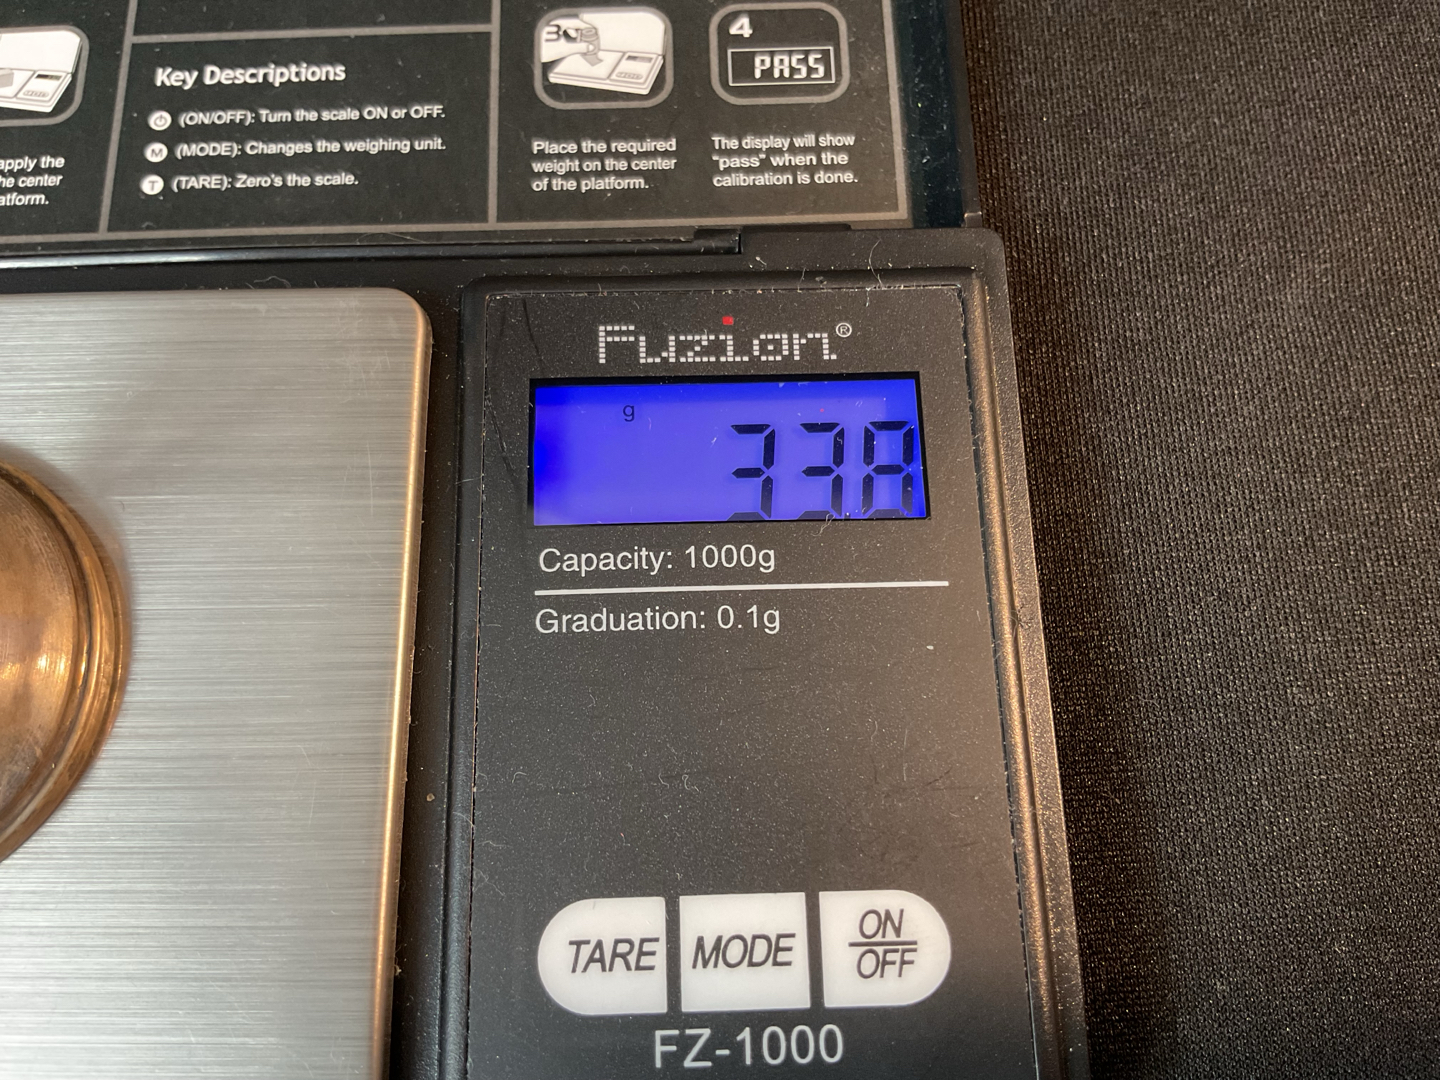 3
4
PASS
Key Descriptions
(ON/OFF): Turn the scale ON or OFF.
M (MODE): Changes the weighing unit.
T (TARE): Zero's the scale.
apply the
he center
atform.
Place the required
weight on the center
of the platform.
The display will show
"pass" when the
calibration is done.
Fuzion®
g
338
Capacity: 1000g
Graduation: 0.1g
TARE
MODE
ON
OFF
FZ-1000